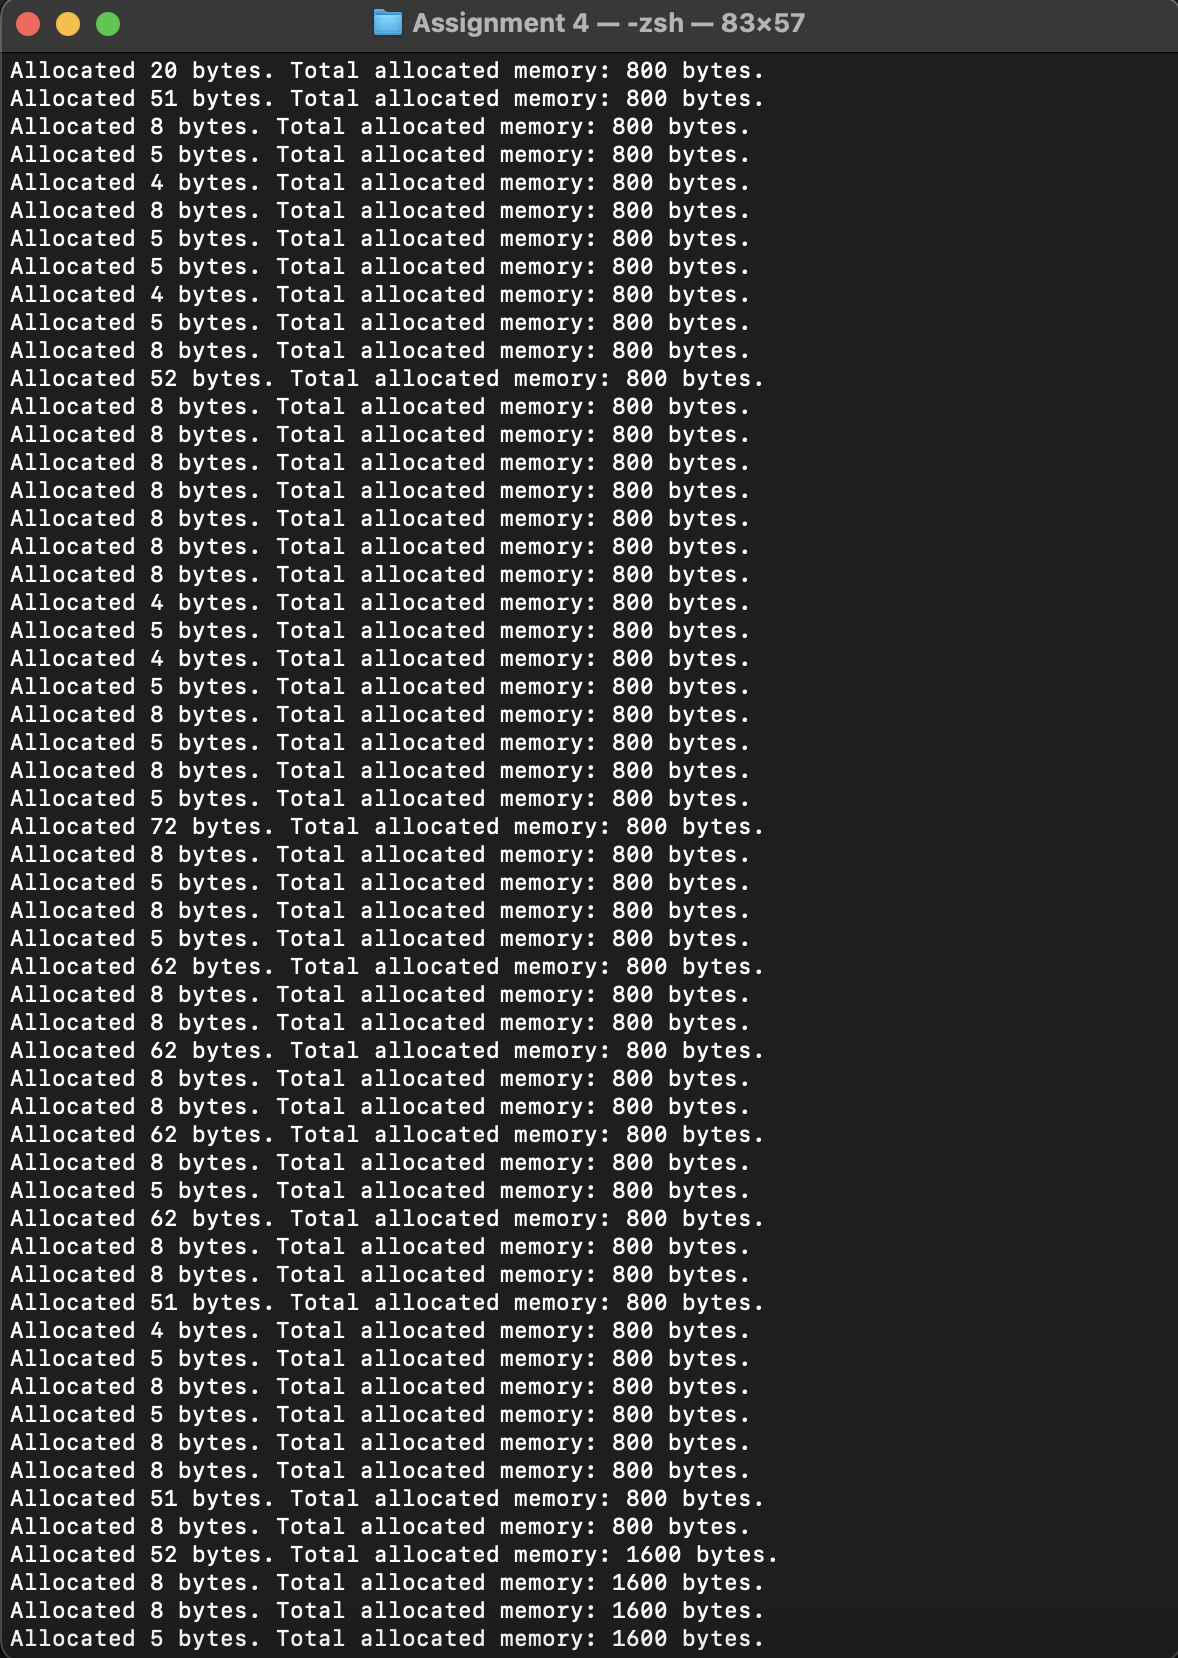 Assignment 4 — -zsh — 83×57
Allocated 20 bytes. Total allocated memory: 800 bytes.
Allocated 51 bytes. Total allocated memory: 800 bytes.
Allocated 8 bytes. Total allocated memory: 800 bytes.
Allocated 5 bytes. Total allocated memory: 800 bytes.
Allocated 4 bytes. Total allocated memory: 800 bytes.
Allocated 8 bytes. Total allocated memory: 800 bytes.
Allocated 5 bytes. Total allocated memory: 800 bytes.
Allocated 5 bytes. Total allocated memory: 800 bytes.
Allocated 4 bytes. Total allocated memory: 800 bytes.
Allocated 5 bytes. Total allocated memory: 800 bytes.
Allocated 8 bytes. Total allocated memory: 800 bytes.
Allocated 52 bytes. Total allocated memory: 800 bytes.
Allocated 8 bytes. Total allocated memory: 800 bytes.
Allocated 8 bytes. Total allocated memory: 800 bytes.
Allocated 8 bytes. Total allocated memory: 800 bytes.
Allocated 8 bytes. Total allocated memory: 800 bytes.
Allocated 8 bytes. Total allocated memory: 800 bytes.
Allocated 8 bytes. Total allocated memory: 800 bytes.
Allocated 8 bytes. Total allocated memory: 800 bytes.
Allocated 4 bytes. Total allocated memory: 800 bytes.
Allocated 5 bytes. Total allocated memory: 800 bytes.
Allocated 4 bytes. Total allocated memory: 800 bytes.
Allocated 5 bytes. Total allocated memory: 800 bytes.
Allocated 8 bytes. Total allocated memory: 800 bytes.
Allocated 5 bytes. Total allocated memory: 800 bytes.
Allocated 8 bytes. Total allocated memory: 800 bytes.
Allocated 5 bytes. Total allocated memory: 800 bytes.
Allocated 72 bytes. Total allocated memory: 800 bytes.
Allocated 8 bytes. Total allocated memory: 800 bytes.
Allocated 5 bytes. Total allocated memory: 800 bytes.
Allocated 8 bytes. Total allocated memory: 800 bytes.
Allocated 5 bytes. Total allocated memory: 800 bytes.
Allocated 62 bytes. Total allocated memory: 800 bytes.
Allocated 8 bytes. Total allocated memory: 800 bytes.
Allocated 8 bytes. Total allocated memory: 800 bytes.
Allocated 62 bytes. Total allocated memory: 800 bytes.
Allocated 8 bytes. Total allocated memory: 800 bytes.
Allocated 8 bytes. Total allocated memory: 800 bytes.
Allocated 62 bytes. Total allocated memory: 800 bytes.
Allocated 8 bytes. Total allocated memory: 800 bytes.
Allocated 5 bytes. Total allocated memory: 800 bytes.
Allocated 62 bytes. Total allocated memory: 800 bytes.
Allocated 8 bytes. Total allocated memory: 800 bytes.
Allocated 8 bytes. Total allocated memory: 800 bytes.
Allocated 51 bytes. Total allocated memory: 800 bytes.
Allocated 4 bytes. Total allocated memory: 800 bytes.
Allocated 5 bytes. Total allocated memory: 800 bytes.
Allocated 8 bytes. Total allocated memory: 800 bytes.
Allocated 5 bytes. Total allocated memory: 800 bytes.
Allocated 8 bytes. Total allocated memory: 800 bytes.
Allocated 8 bytes. Total allocated memory: 800 bytes.
Allocated 51 bytes. Total allocated memory: 800 bytes.
Allocated 8 bytes. Total allocated memory: 800 bytes.
Allocated 52 bytes. Total allocated memory: 1600 bytes.
Allocated 8 bytes. Total allocated memory: 1600 bytes.
Allocated 8 bytes. Total allocated memory: 1600 bytes.
Allocated 5 bytes. Total allocated memory: 1600 bytes.